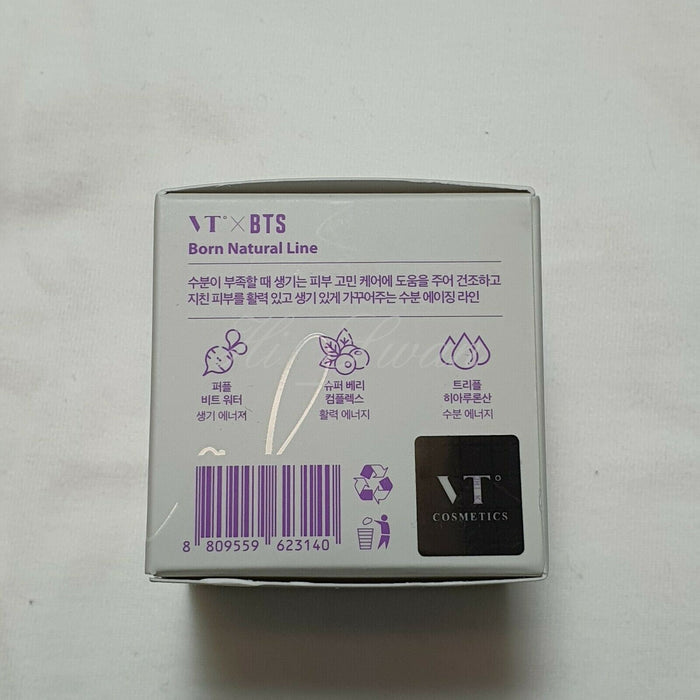 VT° × BTS
Born Natural Line
수분이 부족할 때 생기는 피부 고민 케어에 도움을 주어 건조하고
지친 피부를 활력 있고 생기 있게 가꾸어주는 수분 에이징 라인
퍼플
비트 워터
생기 에너져
슈퍼 베리
컴플렉스
활력 에너지
트리플
히아루론산
수분 에너지
8 809559 623140
VT°
COSMETICS